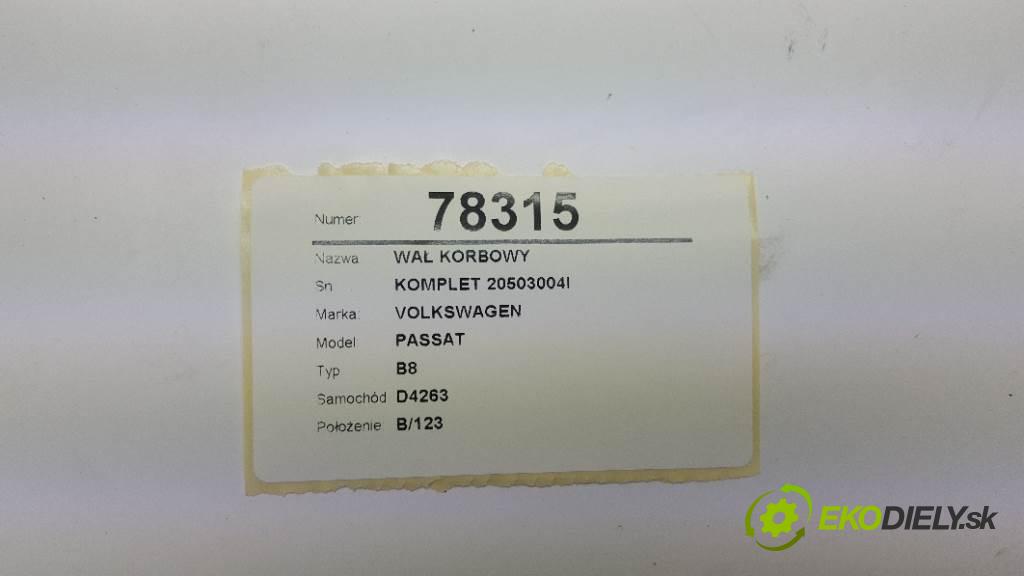 Numer: 78315
Nazwa WAŁ KORBOWY
Sn KOMPLET 20503004I
Marka: VOLKSWAGEN
Model: PASSAT
Typ B8
Samochód D4263
Położenie B/123
EKODIELY.sk